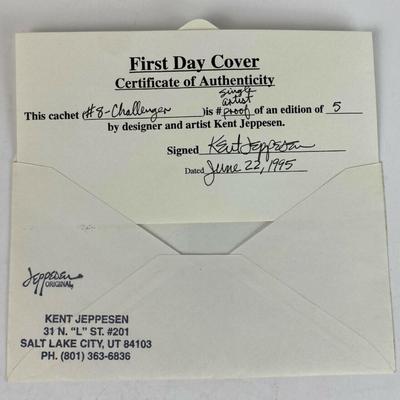 First Day Cover
Certificate of Authenticity
This cachet (#8-Challenger) is # single artist proof of an edition of 5
by designer and artist Kent Jeppesen.
Signed Kent Jeppesen
Dated June 22, 1995
Jeppesen
ORIGINAL
KENT JEPPESEN
31 N. "L" ST. #201
SALT LAKE CITY, UT 84103
PH. (801) 363-6836